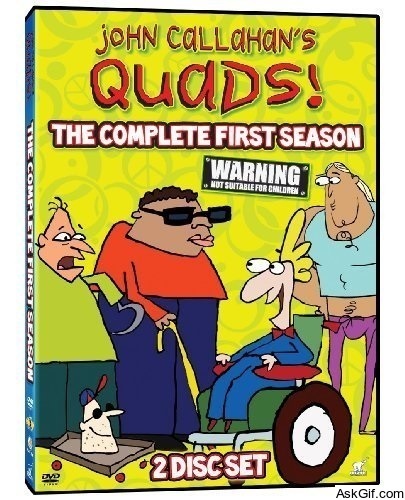 JOHN CALLAHAN'S
QUADS!
THE COMPLETE FIRST SEASON
WARNING
NOT SUITABLE FOR CHILDREN
THE COMPLETE FIRST SEASON
2 DISC SET
DVD
AskGif.com